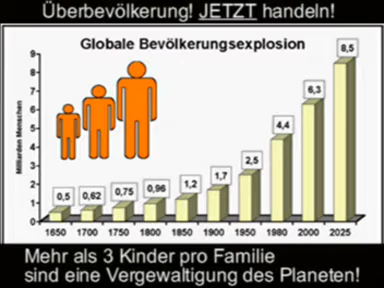 Überbevölkerung! JETZT handeln!
Globale Bevölkerungsexplosion
Milliarden Menschen
9
8
7
6
5
4
3
2
1
0
0,5 0,62 0,75 0,96 1,2 1,7 2,5 4,4 6,3 8,5
1650 1700 1750 1800 1850 1900 1950 1980 2000 2025
Mehr als 3 Kinder pro Familie
sind eine Vergewaltigung des Planeten!